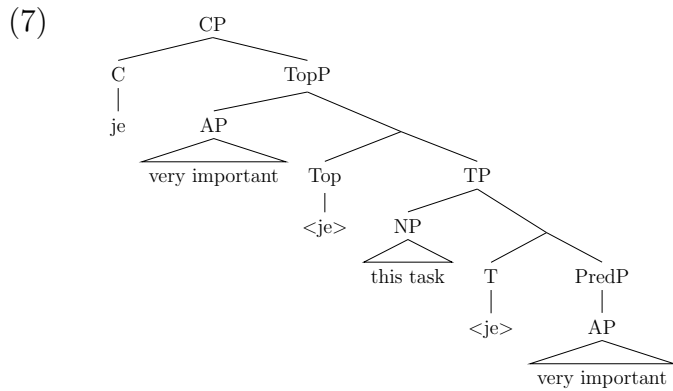 (7)
CP
C TopP
je AP
very important Top TP
<je> NP
this task T PredP
<je> AP
very important